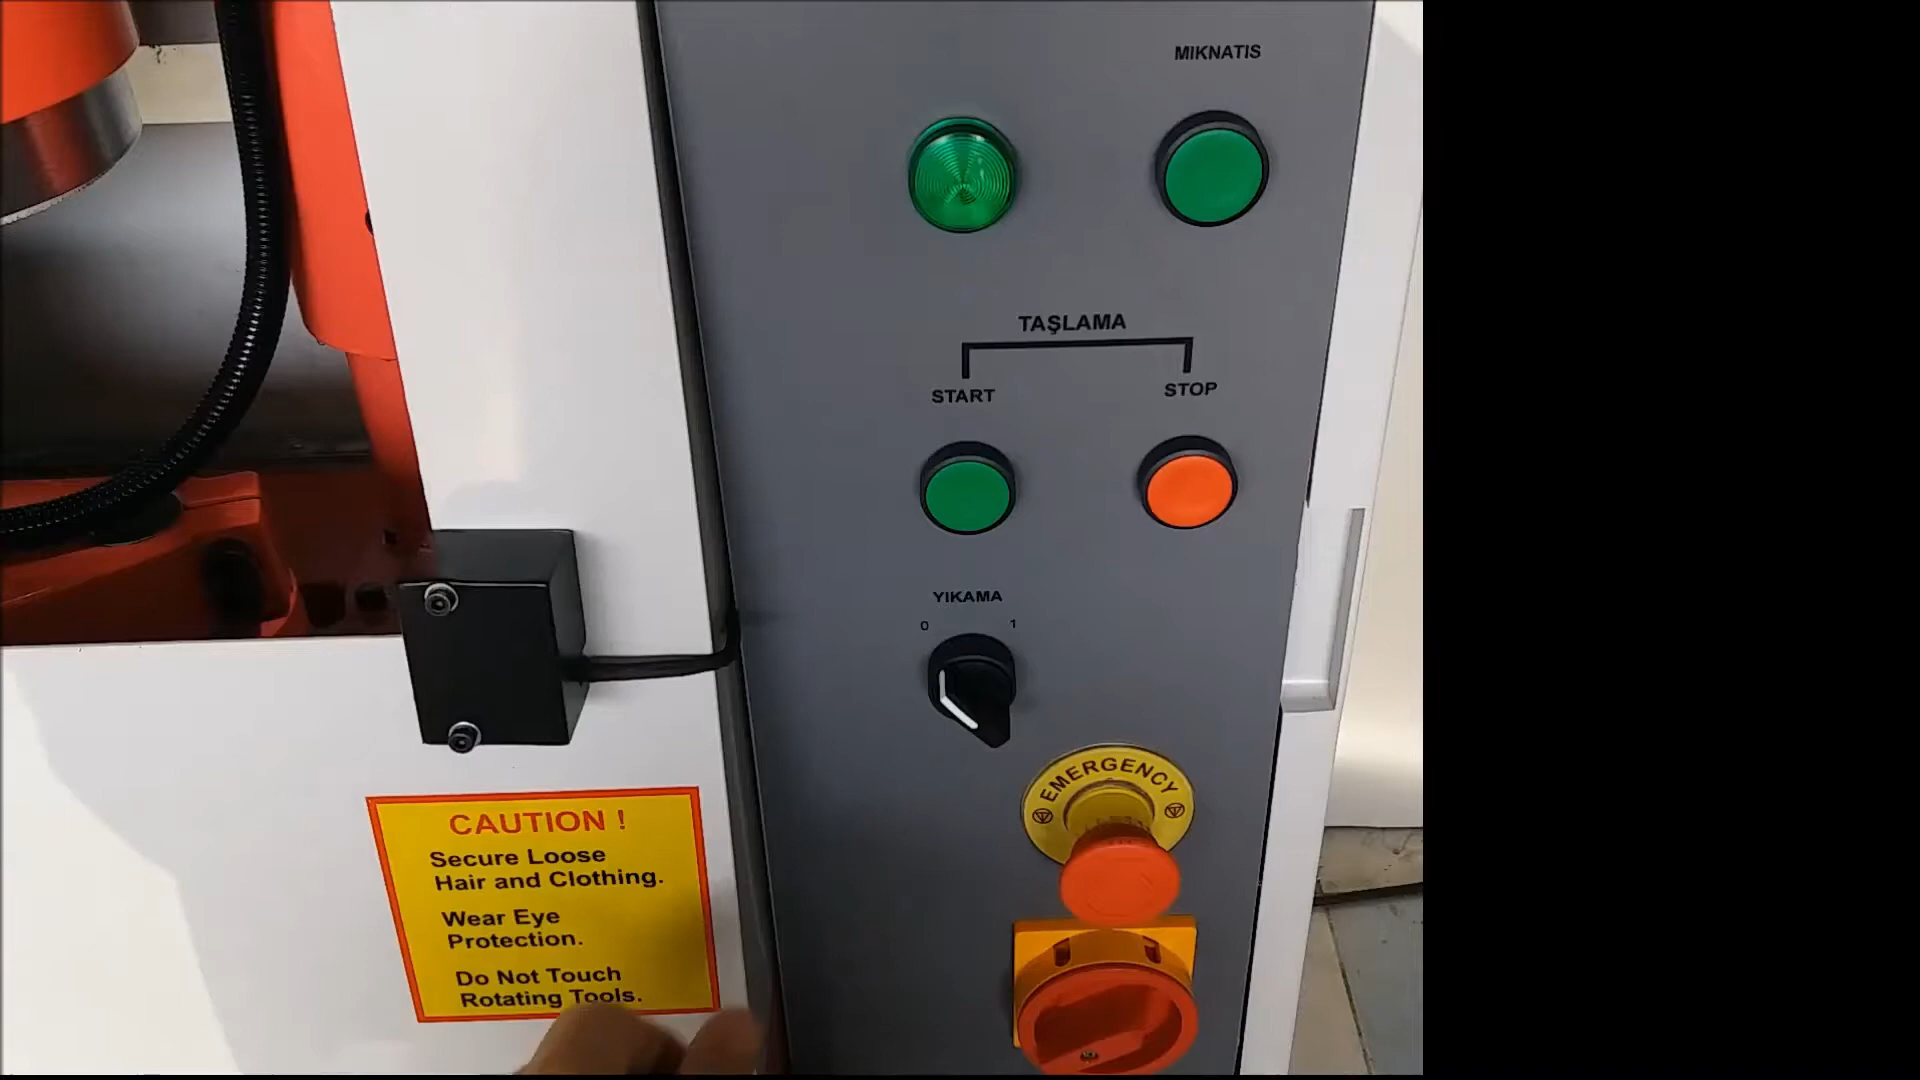 MIKNATIS
TAŞLAMA
START STOP
YIKAMA
0 1
EMERGENCY
CAUTION !
Secure Loose
Hair and Clothing.
Wear Eye
Protection.
Do Not Touch
Rotating Tools.